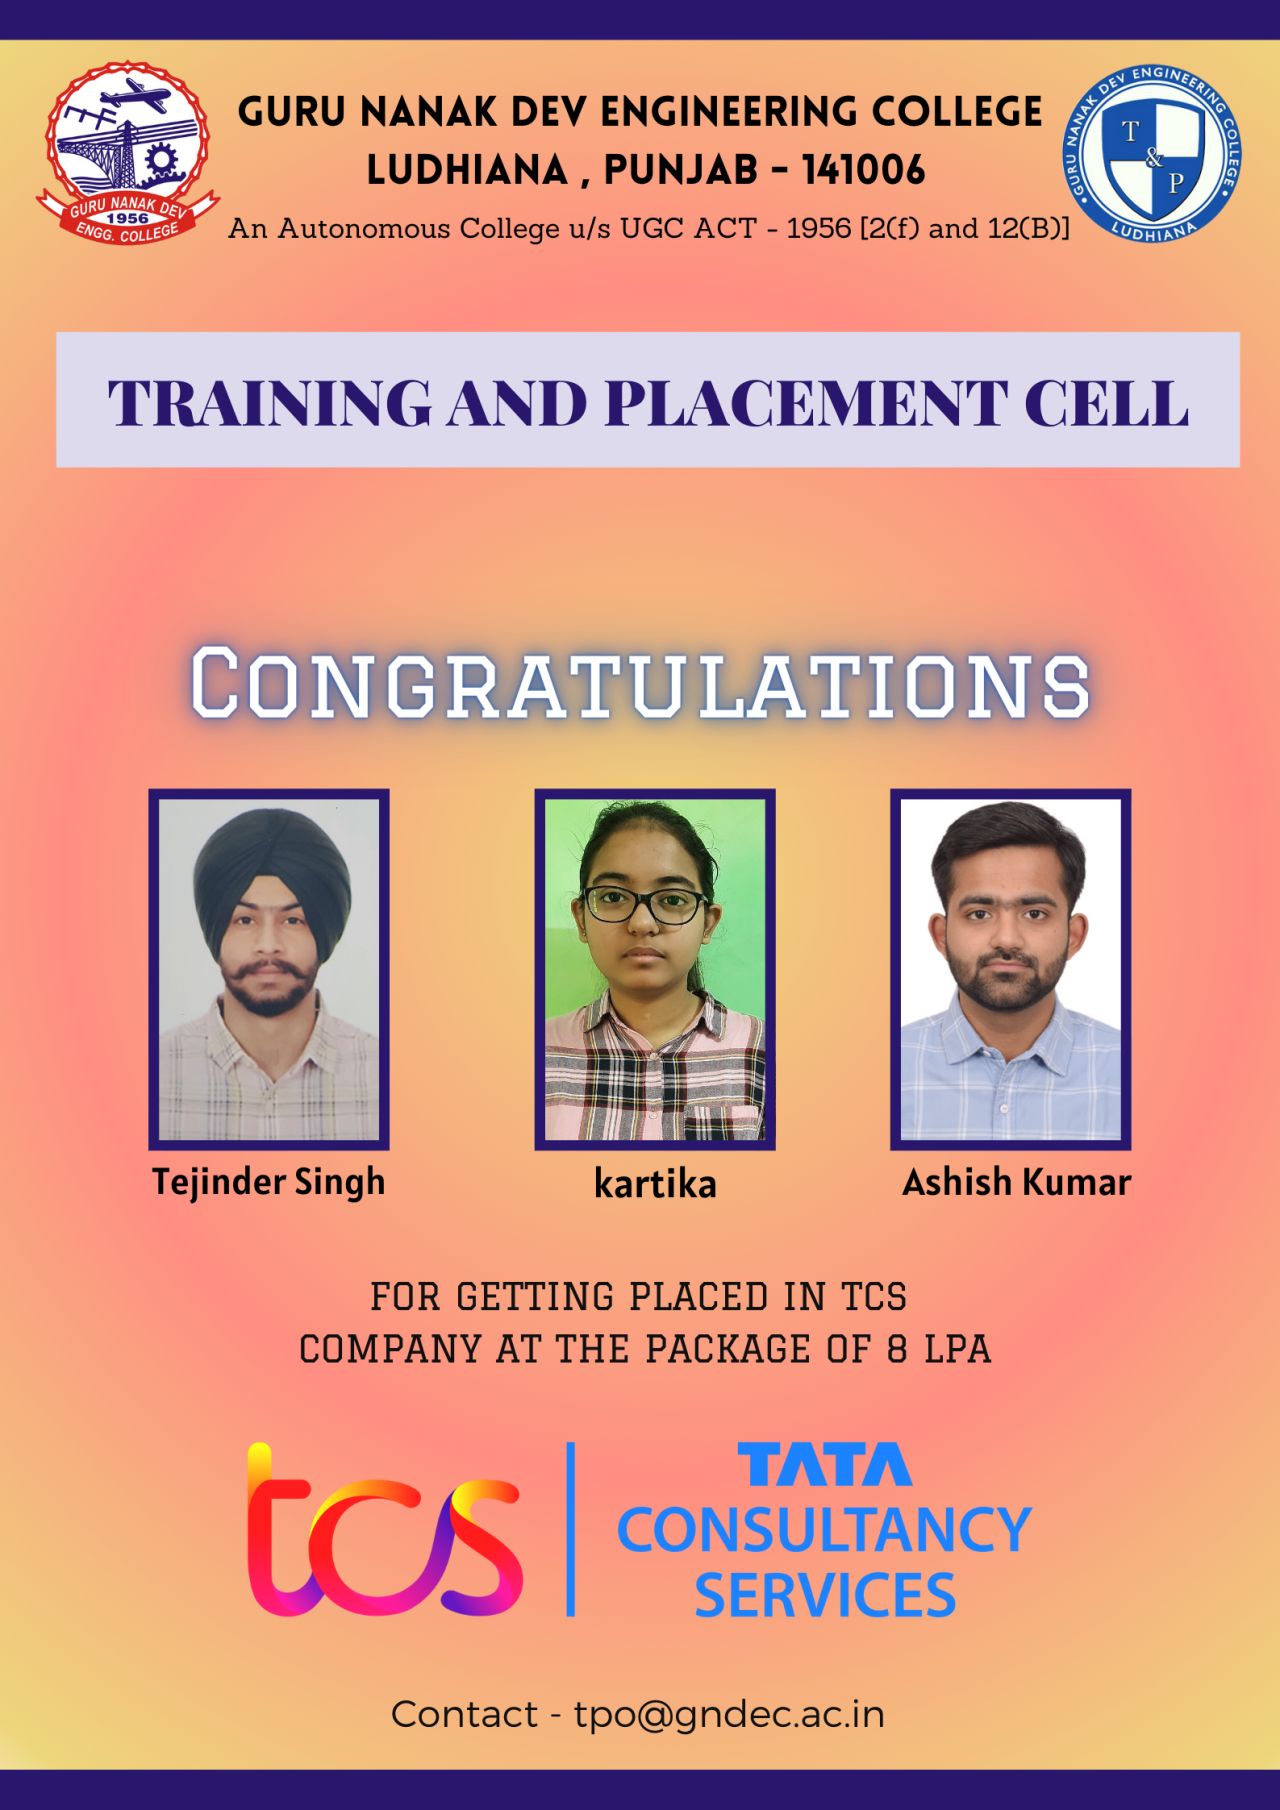 GURU NANAK DEV ENGINEERING COLLEGE
LUDHIANA , PUNJAB - 141006
An Autonomous College u/s UGC ACT - 1956 [2(f) and 12(B)]
GURU NANAK DEV
1956
ENGG. COLLEGE
GURU NANAK DEV ENGINEERING COLLEGE
T & P
LUDHIANA
TRAINING AND PLACEMENT CELL
CONGRATULATIONS
Tejinder Singh
kartika
Ashish Kumar
FOR GETTING PLACED IN TCS
COMPANY AT THE PACKAGE OF 8 LPA
tcs
TATA
CONSULTANCY
SERVICES
Contact - tpo@gndec.ac.in